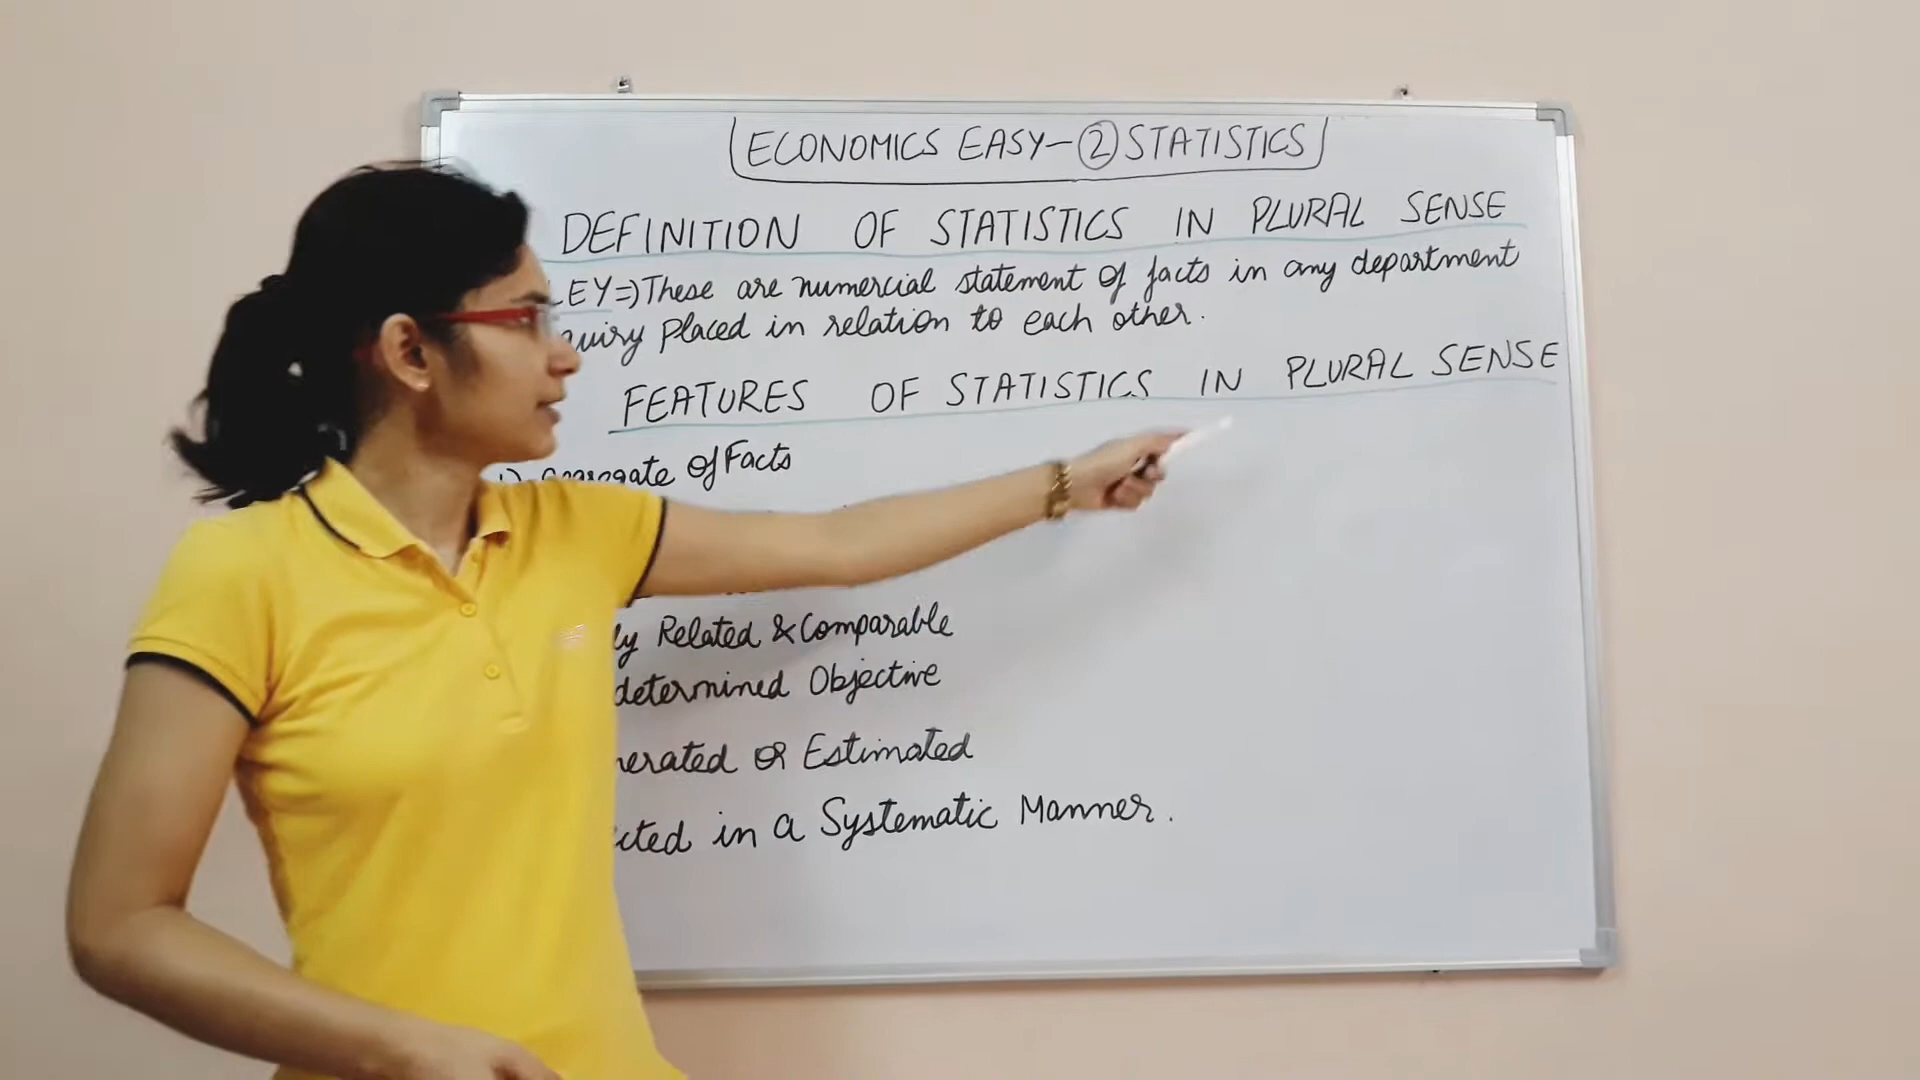 ECONOMICS EASY-② STATISTICS
DEFINITION OF STATISTICS IN PLURAL SENSE
LEY=) These are numercial statement of facts in any department
quiry placed in relation to each other.
FEATURES OF STATISTICS IN PLURAL SENSE
1) Aggregate of Facts
ly Related & Comparable
determined Objective
nerated or Estimated
cted in a Systematic Manner.